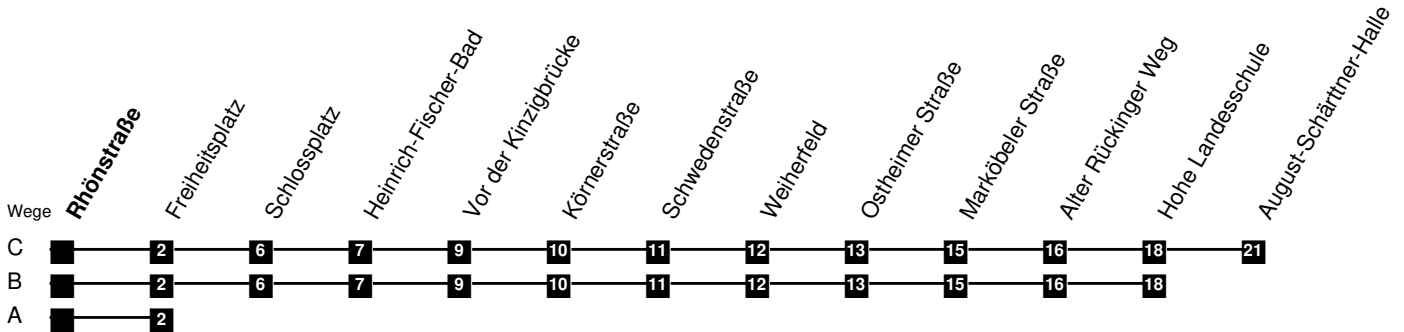 Rhönstraße
Freiheitsplatz
Schlossplatz
Heinrich-Fischer-Bad
Vor der Kinzigbrücke
Körnerstraße
Schwedenstraße
Weiherfeld
Ostheimer Straße
Marköbeler Straße
Alter Rückinger Weg
Hohe Landesschule
August-Schärttner-Halle
Wege
C 2 6 7 9 10 11 12 13 15 16 18 21
B 2 6 7 9 10 11 12 13 15 16 18
A 2